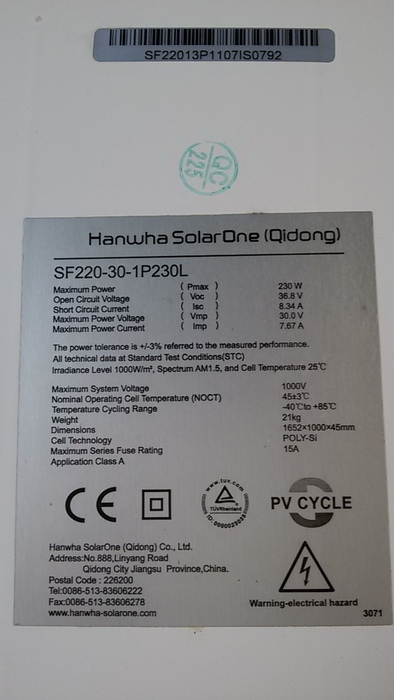 SF22013P1107IS0792
QC
225
Hanwha SolarOne (Qidong)
SF220-30-1P230L
Maximum Power ( Pmax ) 230 W
Open Circuit Voltage ( Voc ) 36.8 V
Short Circuit Current ( Isc ) 8.34 A
Maximum Power Voltage ( Vmp ) 30.0 V
Maximum Power Current ( Imp ) 7.67 A
The power tolerance is +/-3% referred to the measured performance.
All technical data at Standard Test Conditions(STC)
Irradiance Level 1000W/m², Spectrum AM1.5, and Cell Temperature 25℃
Maximum System Voltage 1000V
Nominal Operating Cell Temperature (NOCT) 45±3℃
Temperature Cycling Range -40℃to +85℃
Weight 21kg
Dimensions 1652×1000×45mm
Cell Technology POLY-Si
Maximum Series Fuse Rating 15A
Application Class A
CE
www.tuv.com
TÜVRheinland
PV CYCLE
Hanwha SolarOne (Qidong) Co., Ltd.
Address:No.888,Linyang Road
Qidong City Jiangsu Province,China.
Postal Code : 226200
Tel:0086-513-83606222
Fax:0086-513-83606278
www.hanwha-solarone.com
Warning-electrical hazard
3071